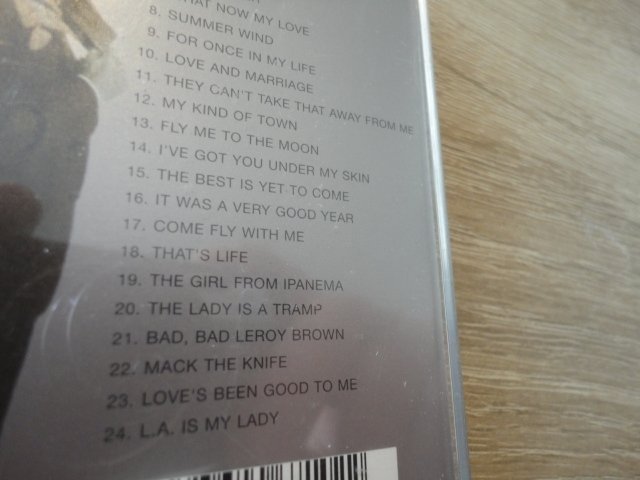 NOW MY LOVE
8. SUMMER WIND
9. FOR ONCE IN MY LIFE
10. LOVE AND MARRIAGE
11. THEY CAN'T TAKE THAT AWAY FROM ME
12. MY KIND OF TOWN
13. FLY ME TO THE MOON
14. I'VE GOT YOU UNDER MY SKIN
15. THE BEST IS YET TO COME
16. IT WAS A VERY GOOD YEAR
17. COME FLY WITH ME
18. THAT'S LIFE
19. THE GIRL FROM IPANEMA
20. THE LADY IS A TRAMP
21. BAD, BAD LEROY BROWN
22. MACK THE KNIFE
23. LOVE'S BEEN GOOD TO ME
24. L.A. IS MY LADY